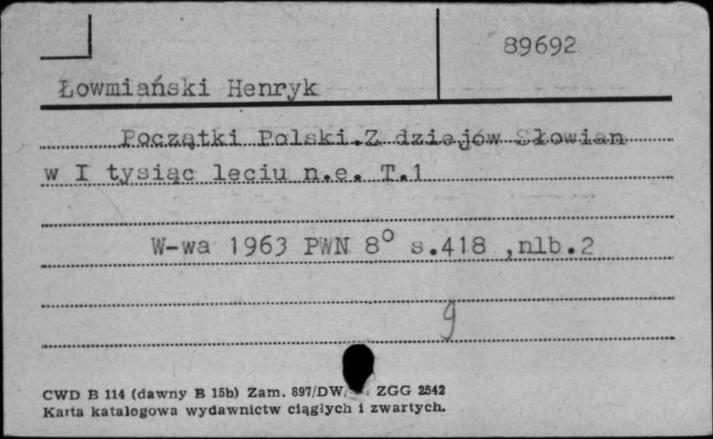 89692
Łowmiański Henryk
Początki Polski.Z dziejów Słowian
w I tysiąc leciu n.e. T.1
W-wa 1963 PWN 8° s.418 ,nlb.2
9
CWD B 114 (dawny B 15b) Zam. 897/DW/ ZGG 2542
Karta katalogowa wydawnictw ciągłych i zwartych.